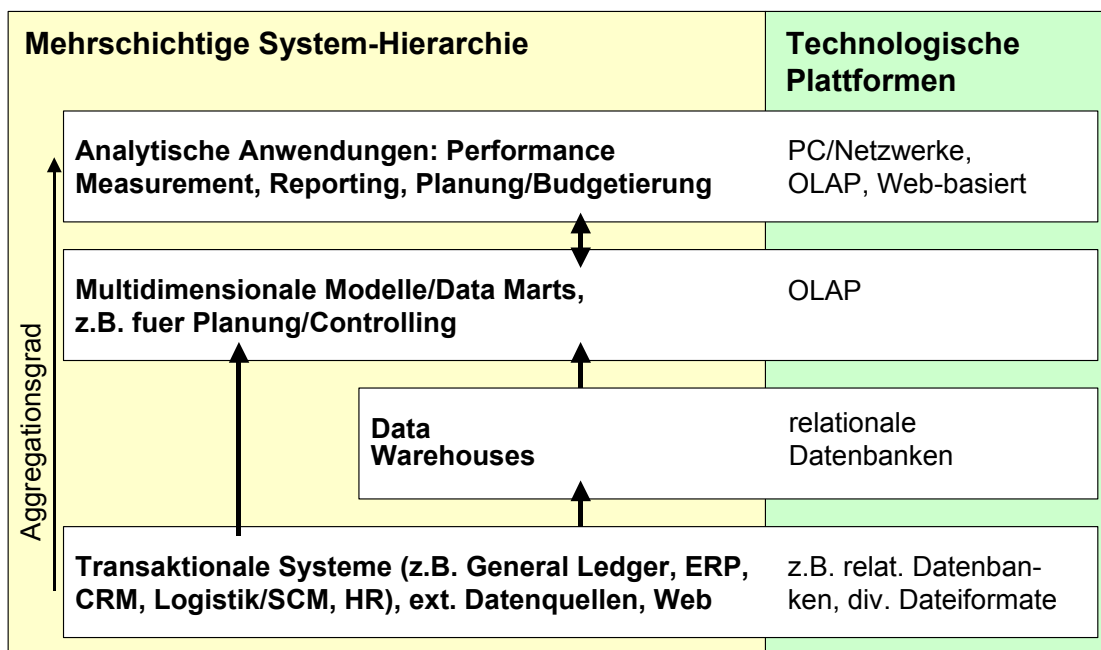 Mehrschichtige System-Hierarchie
Technologische
Plattformen
Analytische Anwendungen: Performance
Measurement, Reporting, Planung/Budgetierung
PC/Netzwerke,
OLAP, Web-basiert
Multidimensionale Modelle/Data Marts,
z.B. fuer Planung/Controlling
OLAP
Aggregationsgrad
Data
Warehouses
relationale
Datenbanken
Transaktionale Systeme (z.B. General Ledger, ERP,
CRM, Logistik/SCM, HR), ext. Datenquellen, Web
z.B. relat. Datenban-
ken, div. Dateiformate